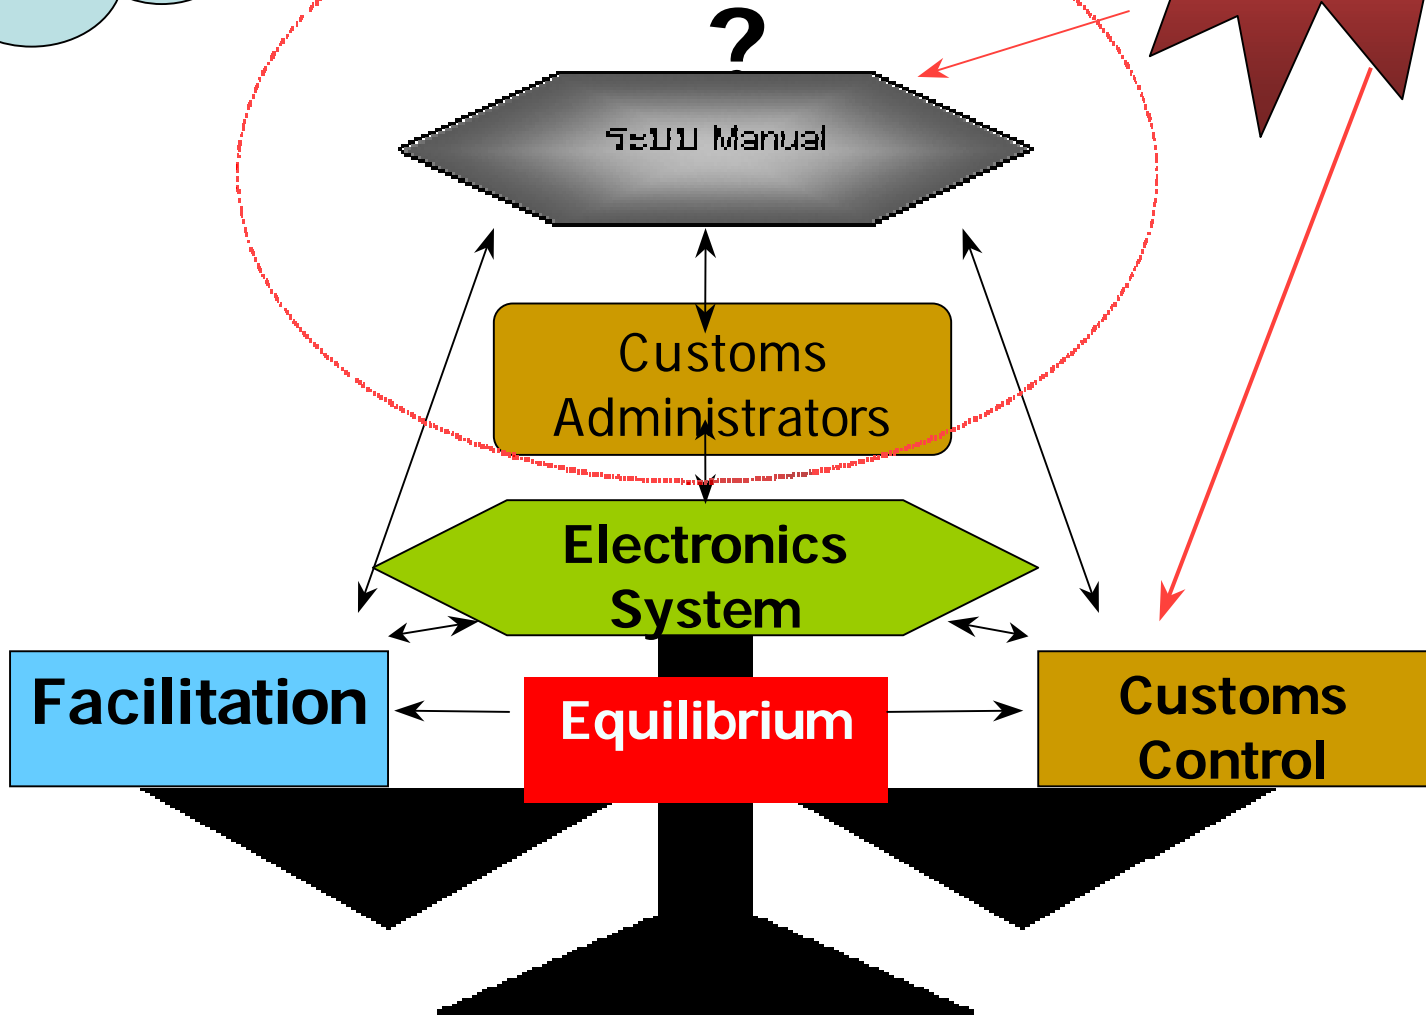 ?
ระบบ Manual
Customs
Administrators
Electronics
System
Facilitation
Equilibrium
Customs
Control